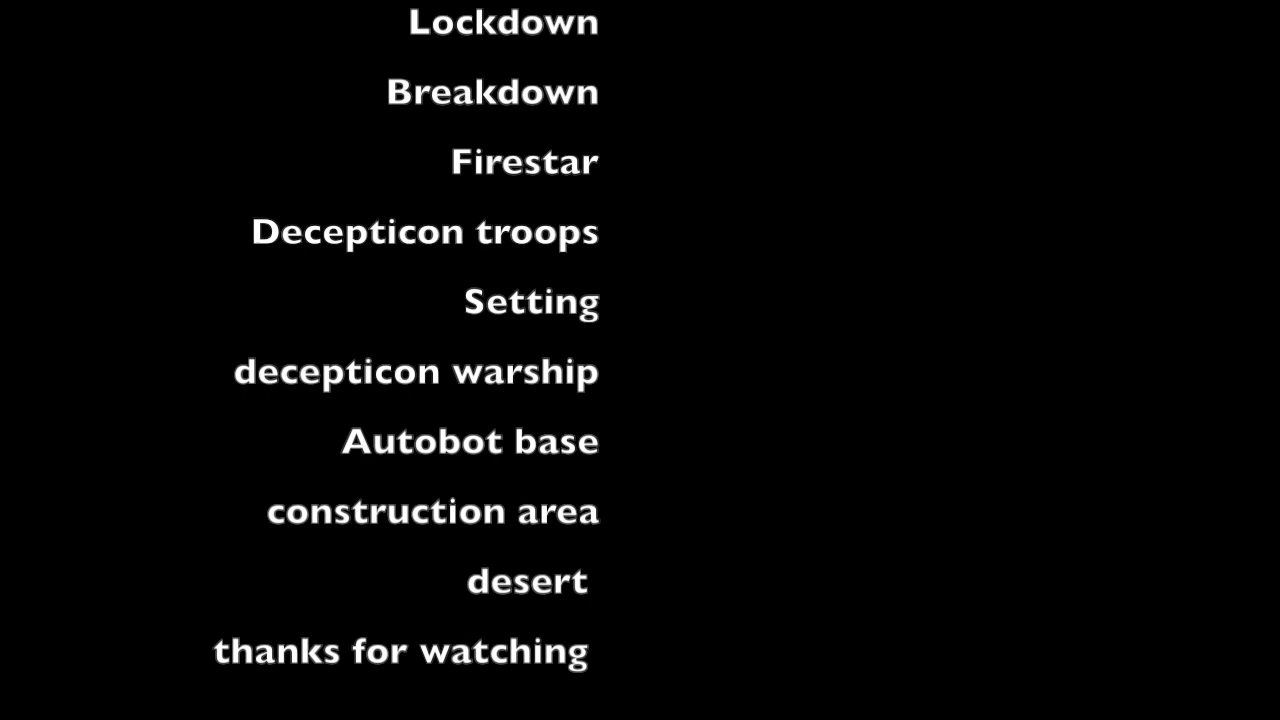 Lockdown
Breakdown
Firestar
Decepticon troops
Setting
decepticon warship
Autobot base
construction area
desert
thanks for watching